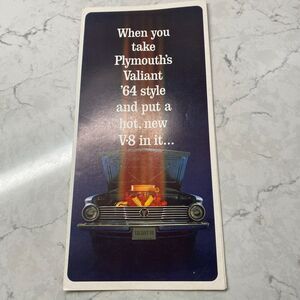 When you
take
Plymouth's
Valiant
'64 style
and put a
hot, new
V-8 in it...